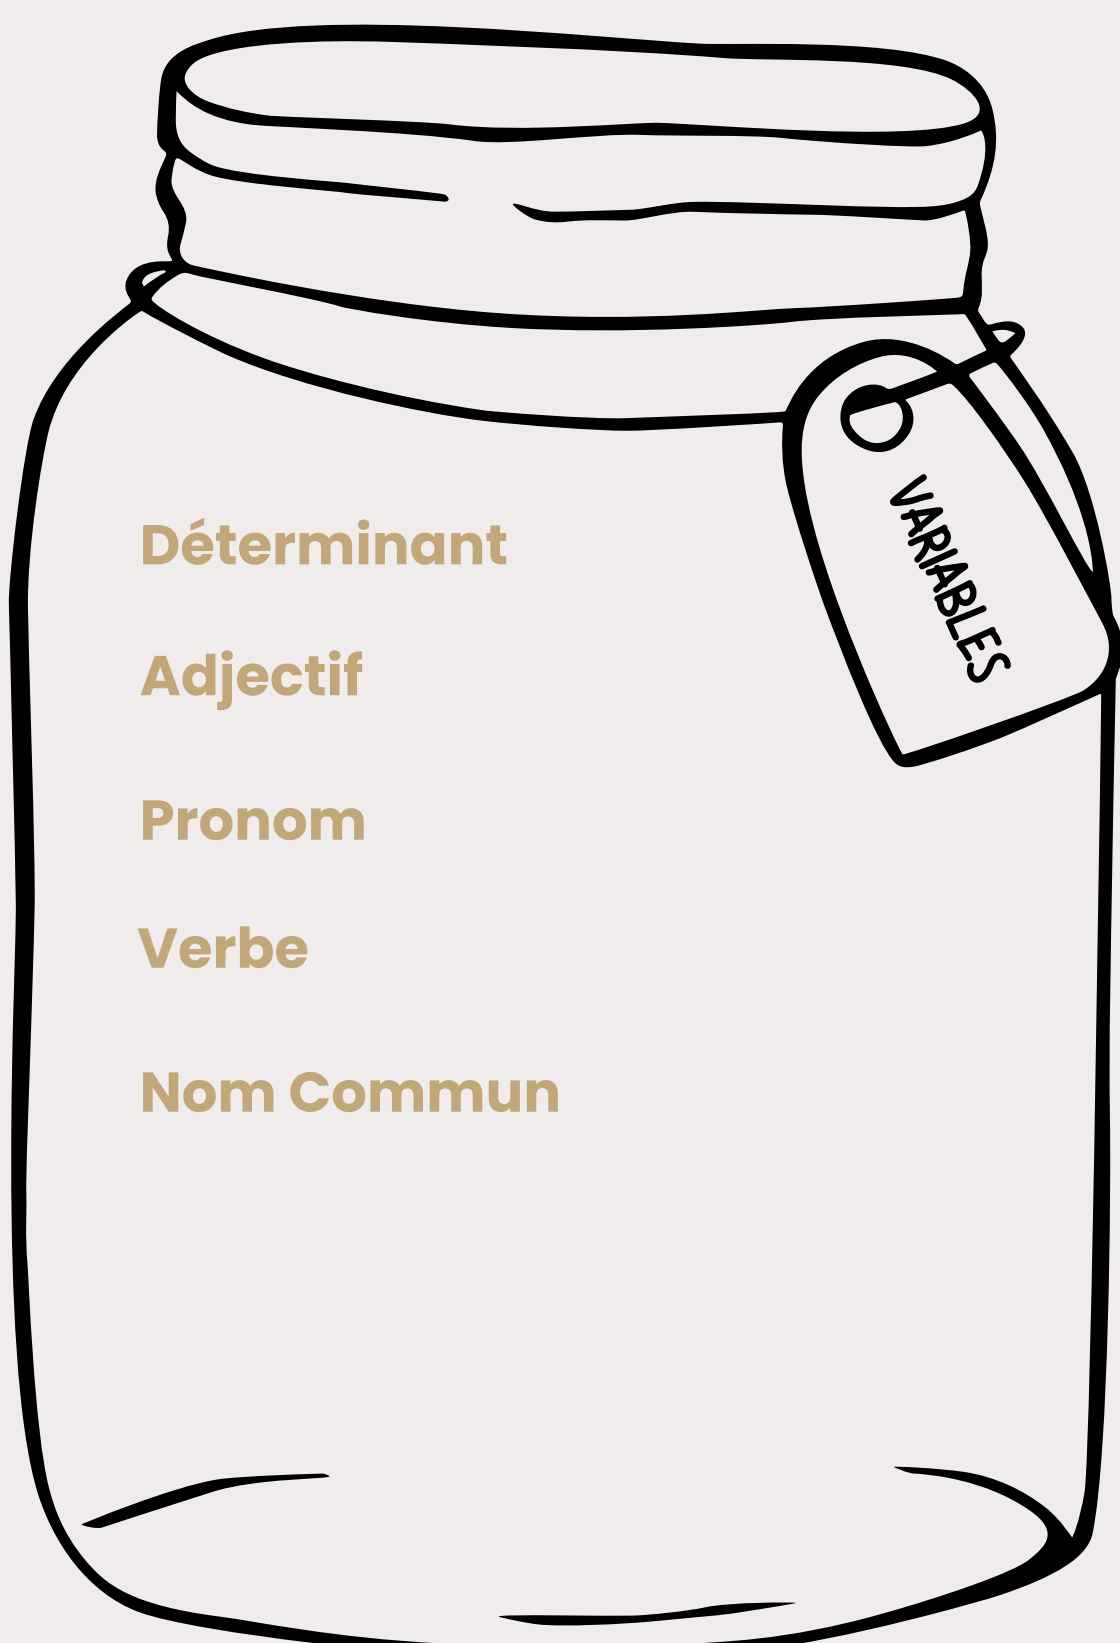 VARIABLES
Déterminant
Adjectif
Pronom
Verbe
Nom Commun